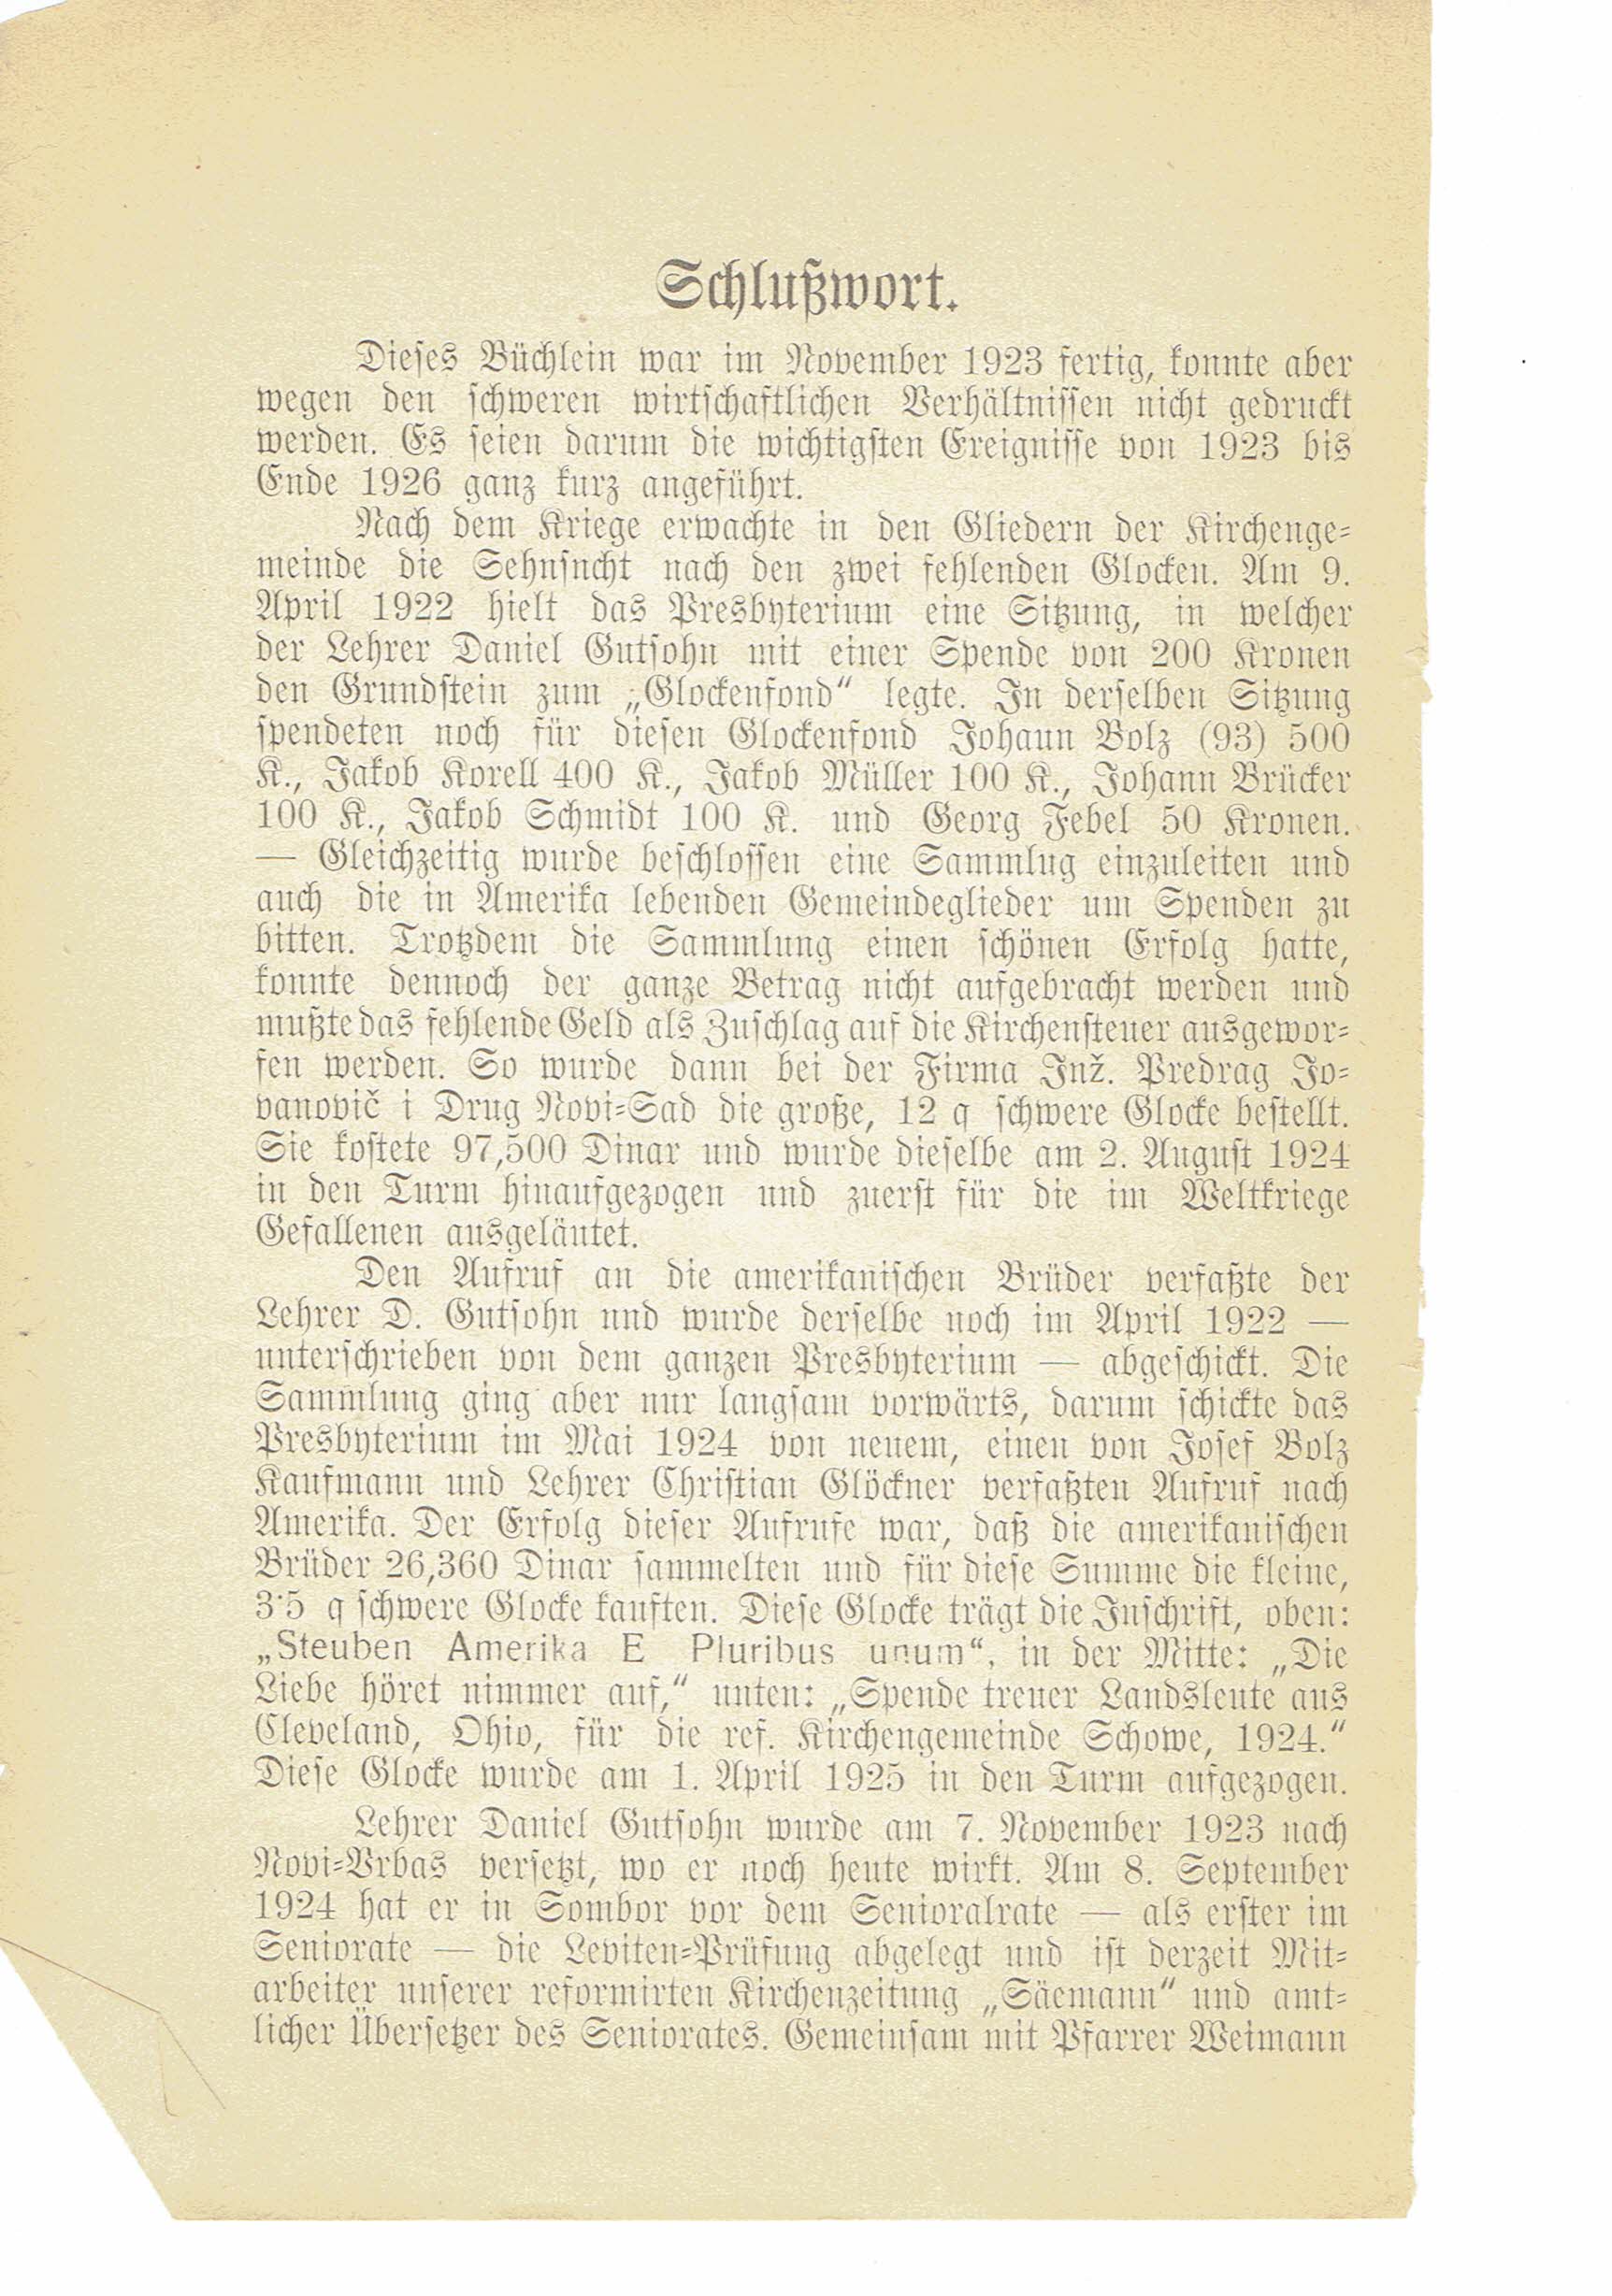 Schlußwort.
Dieses Büchlein war im November 1923 fertig, konnte aber
wegen den schweren wirtschaftlichen Verhältnissen nicht gedruckt
werden. Es seien darum die wichtigsten Ereignisse von 1923 bis
Ende 1926 ganz kurz angeführt.
Nach dem Kriege erwachte in den Gliedern der Kirchenge-
meinde die Sehnsucht nach den zwei fehlenden Glocken. Am 9.
April 1922 hielt das Presbyterium eine Sitzung, in welcher
der Lehrer Daniel Gutsohn mit einer Spende von 200 Kronen
den Grundstein zum „Glockenfond“ legte. In derselben Sitzung
spendeten noch für diesen Glockenfond Johann Bolz (93) 500
K., Jakob Korell 400 K., Jakob Müller 100 K., Johann Brücker
100 K., Jakob Schmidt 100 K. und Georg Febel 50 Kronen.
— Gleichzeitig wurde beschlossen eine Sammlug einzuleiten und
auch die in Amerika lebenden Gemeindeglieder um Spenden zu
bitten. Trotzdem die Sammlung einen schönen Erfolg hatte,
konnte dennoch der ganze Betrag nicht aufgebracht werden und
mußte das fehlende Geld als Zuschlag auf die Kirchensteuer ausgewor-
fen werden. So wurde dann bei der Firma Inž. Predrag Jo-
vanovič i Drug Novi-Sad die große, 12 q schwere Glocke bestellt.
Sie kostete 97,500 Dinar und wurde dieselbe am 2. August 1924
in den Turm hinaufgezogen und zuerst für die im Weltkriege
Gefallenen ausgeläutet.
Den Aufruf an die amerikanischen Brüder verfaßte der
Lehrer D. Gutsohn und wurde derselbe noch im April 1922 —
unterschrieben von dem ganzen Presbyterium — abgeschickt. Die
Sammlung ging aber nur langsam vorwärts, darum schickte das
Presbyterium im Mai 1924 von neuem, einen von Josef Bolz
Kaufmann und Lehrer Christian Glöckner verfaßten Aufruf nach
Amerika. Der Erfolg dieser Aufrufe war, daß die amerikanischen
Brüder 26,360 Dinar sammelten und für diese Summe die kleine,
3·5 q schwere Glocke kauften. Diese Glocke trägt die Inschrift, oben:
„Steuben Amerika E Pluribus unum“, in der Mitte: „Die
Liebe höret nimmer auf,“ unten: „Spende treuer Landsleute aus
Cleveland, Ohio, für die ref. Kirchengemeinde Schowe, 1924.“
Diese Glocke wurde am 1. April 1925 in den Turm aufgezogen.
Lehrer Daniel Gutsohn wurde am 7. November 1923 nach
Novi-Vrbas versetzt, wo er noch heute wirkt. Am 8. September
1924 hat er in Sombor vor dem Senioralrate — als erster im
Seniorate — die Leviten-Prüfung abgelegt und ist derzeit Mit-
arbeiter unserer reformirten Kirchenzeitung „Säemann“ und amt-
licher Übersetzer des Seniorates. Gemeinsam mit Pfarrer Weimann